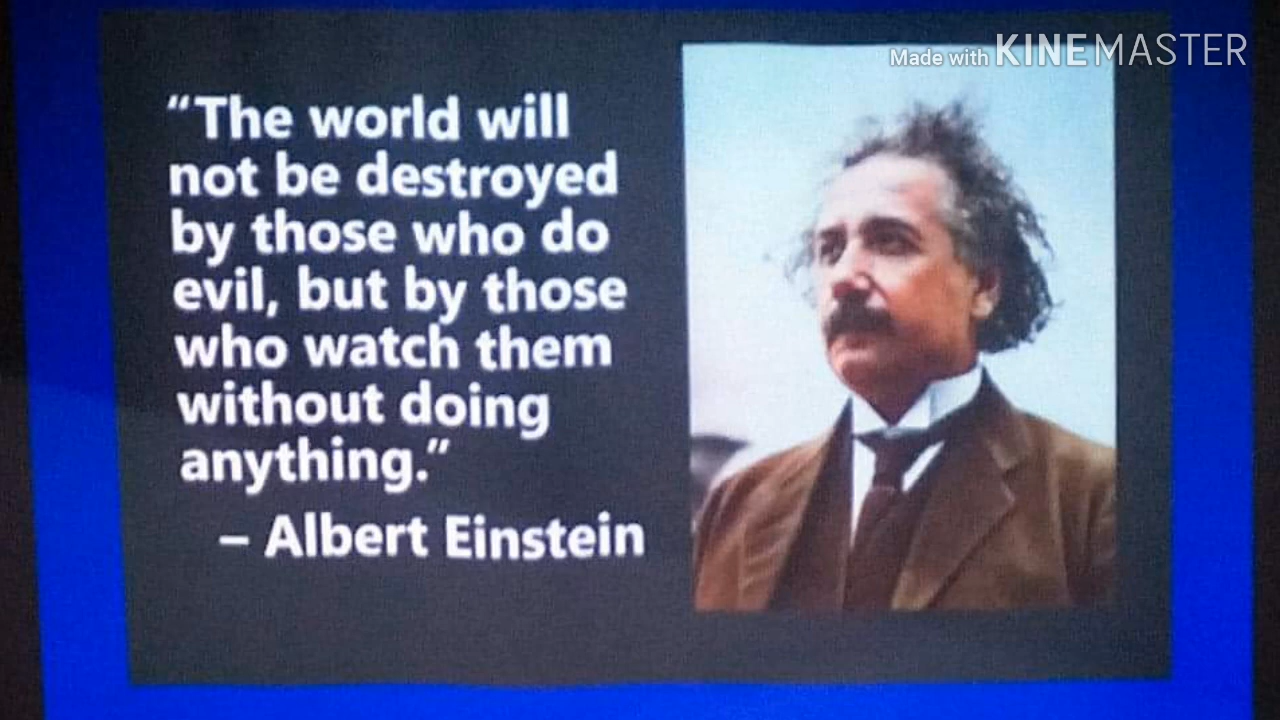 Made with KINEMASTER
“The world will
not be destroyed
by those who do
evil, but by those
who watch them
without doing
anything.”
– Albert Einstein